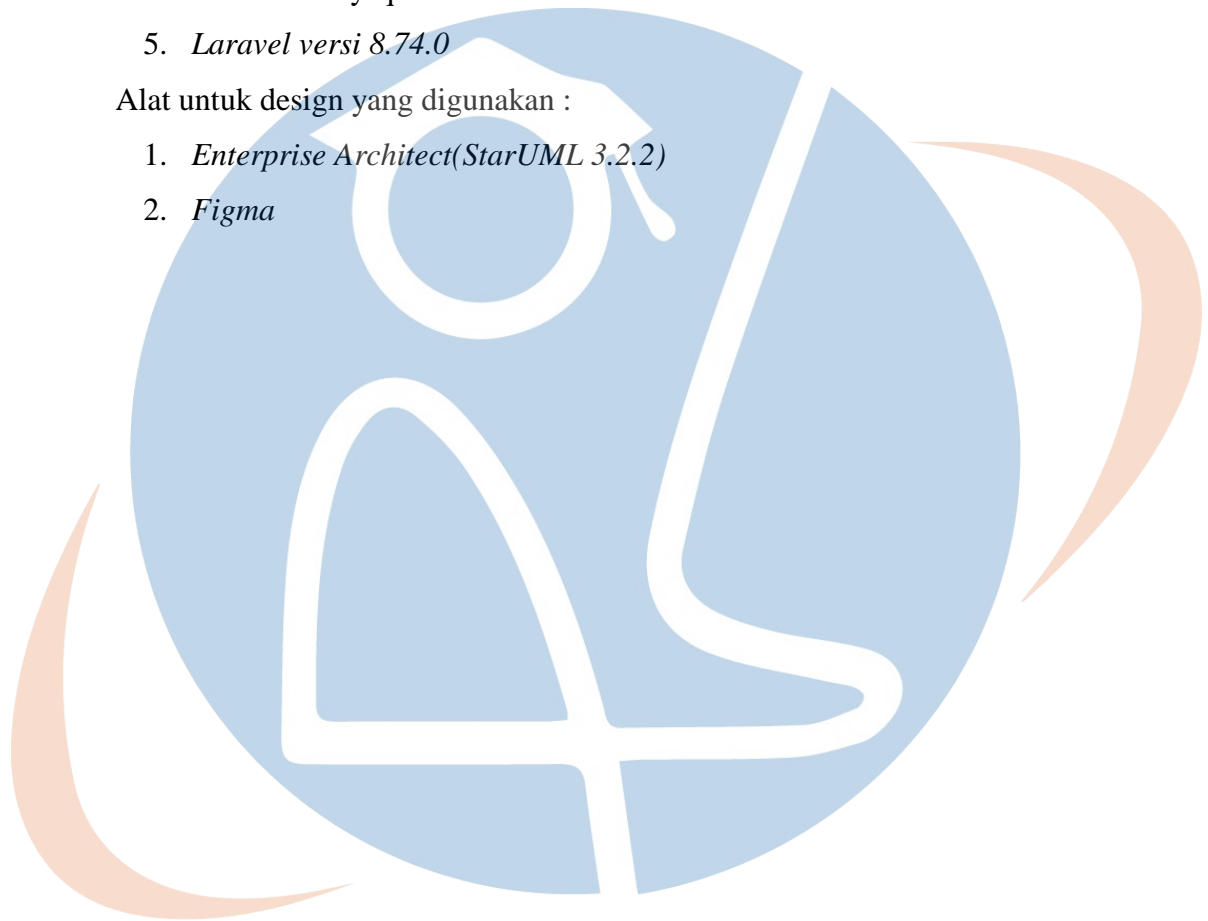 5. Laravel versi 8.74.0
Alat untuk design yang digunakan :
1. Enterprise Architect(StarUML 3.2.2)
2. Figma